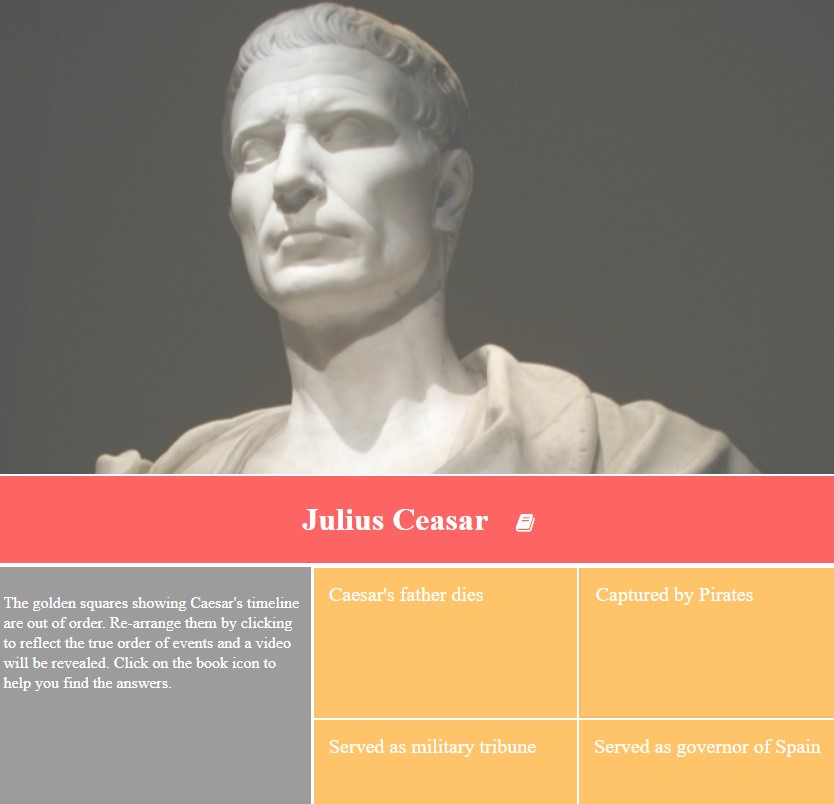 Julius Ceasar
The golden squares showing Caesar's timeline
are out of order. Re-arrange them by clicking
to reflect the true order of events and a video
will be revealed. Click on the book icon to
help you find the answers.
Caesar's father dies
Captured by Pirates
Served as military tribune
Served as governor of Spain